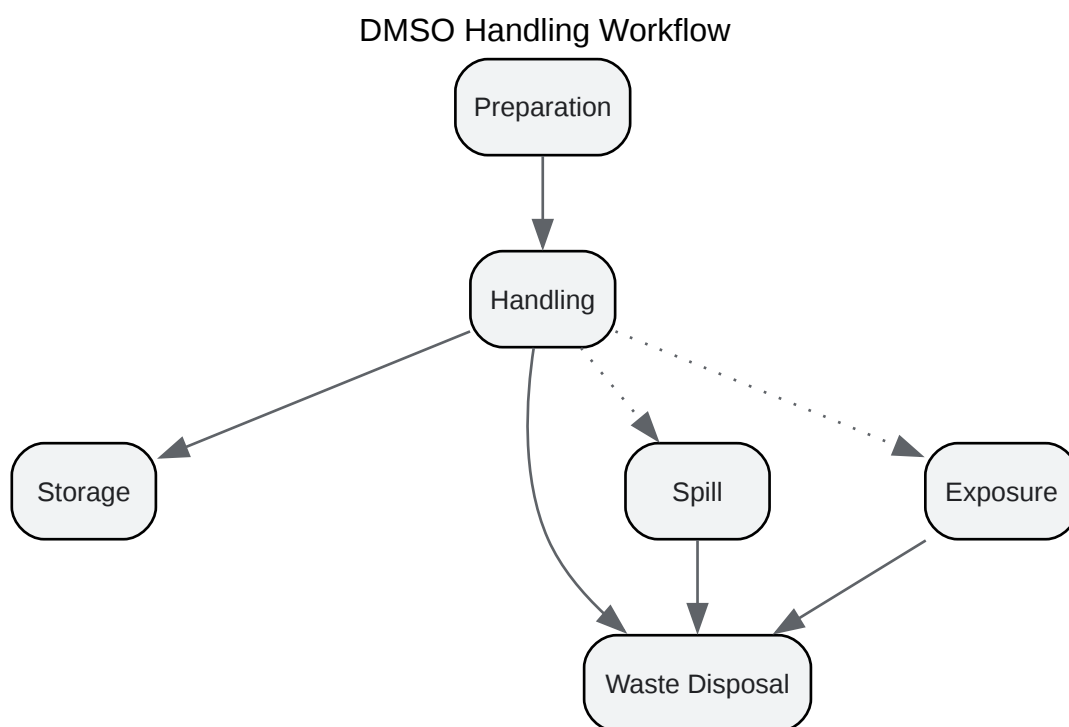 DMSO Handling Workflow
Preparation
Handling
Storage
Spill
Exposure
Waste Disposal